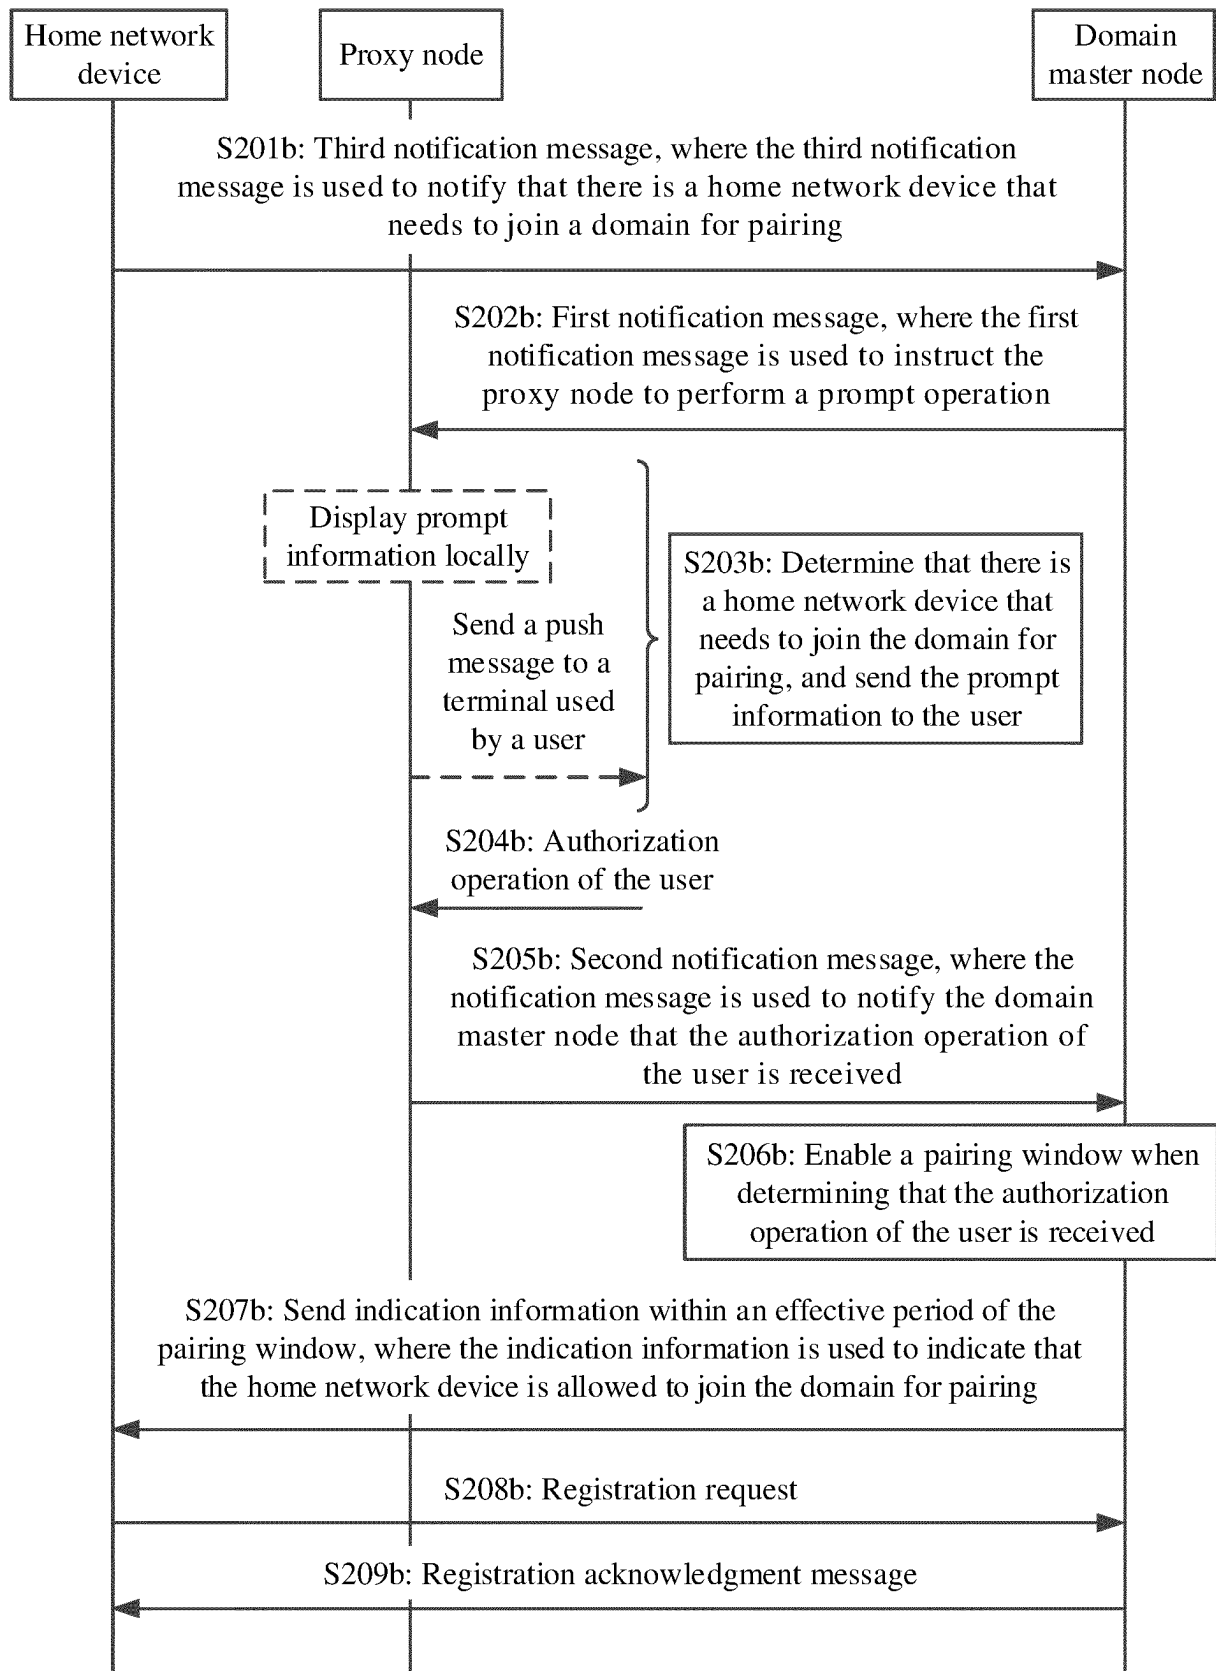 Home network
device
Proxy node
Domain
master node
S201b: Third notification message, where the third notification
message is used to notify that there is a home network device that
needs to join a domain for pairing
S202b: First notification message, where the first
notification message is used to instruct the
proxy node to perform a prompt operation
Display prompt
information locally
Send a push
message to a
terminal used
by a user
S203b: Determine that there is
a home network device that
needs to join the domain for
pairing, and send the prompt
information to the user
S204b: Authorization
operation of the user
S205b: Second notification message, where the
notification message is used to notify the domain
master node that the authorization operation of
the user is received
S206b: Enable a pairing window when
determining that the authorization
operation of the user is received
S207b: Send indication information within an effective period of the
pairing window, where the indication information is used to indicate that
the home network device is allowed to join the domain for pairing
S208b: Registration request
S209b: Registration acknowledgment message